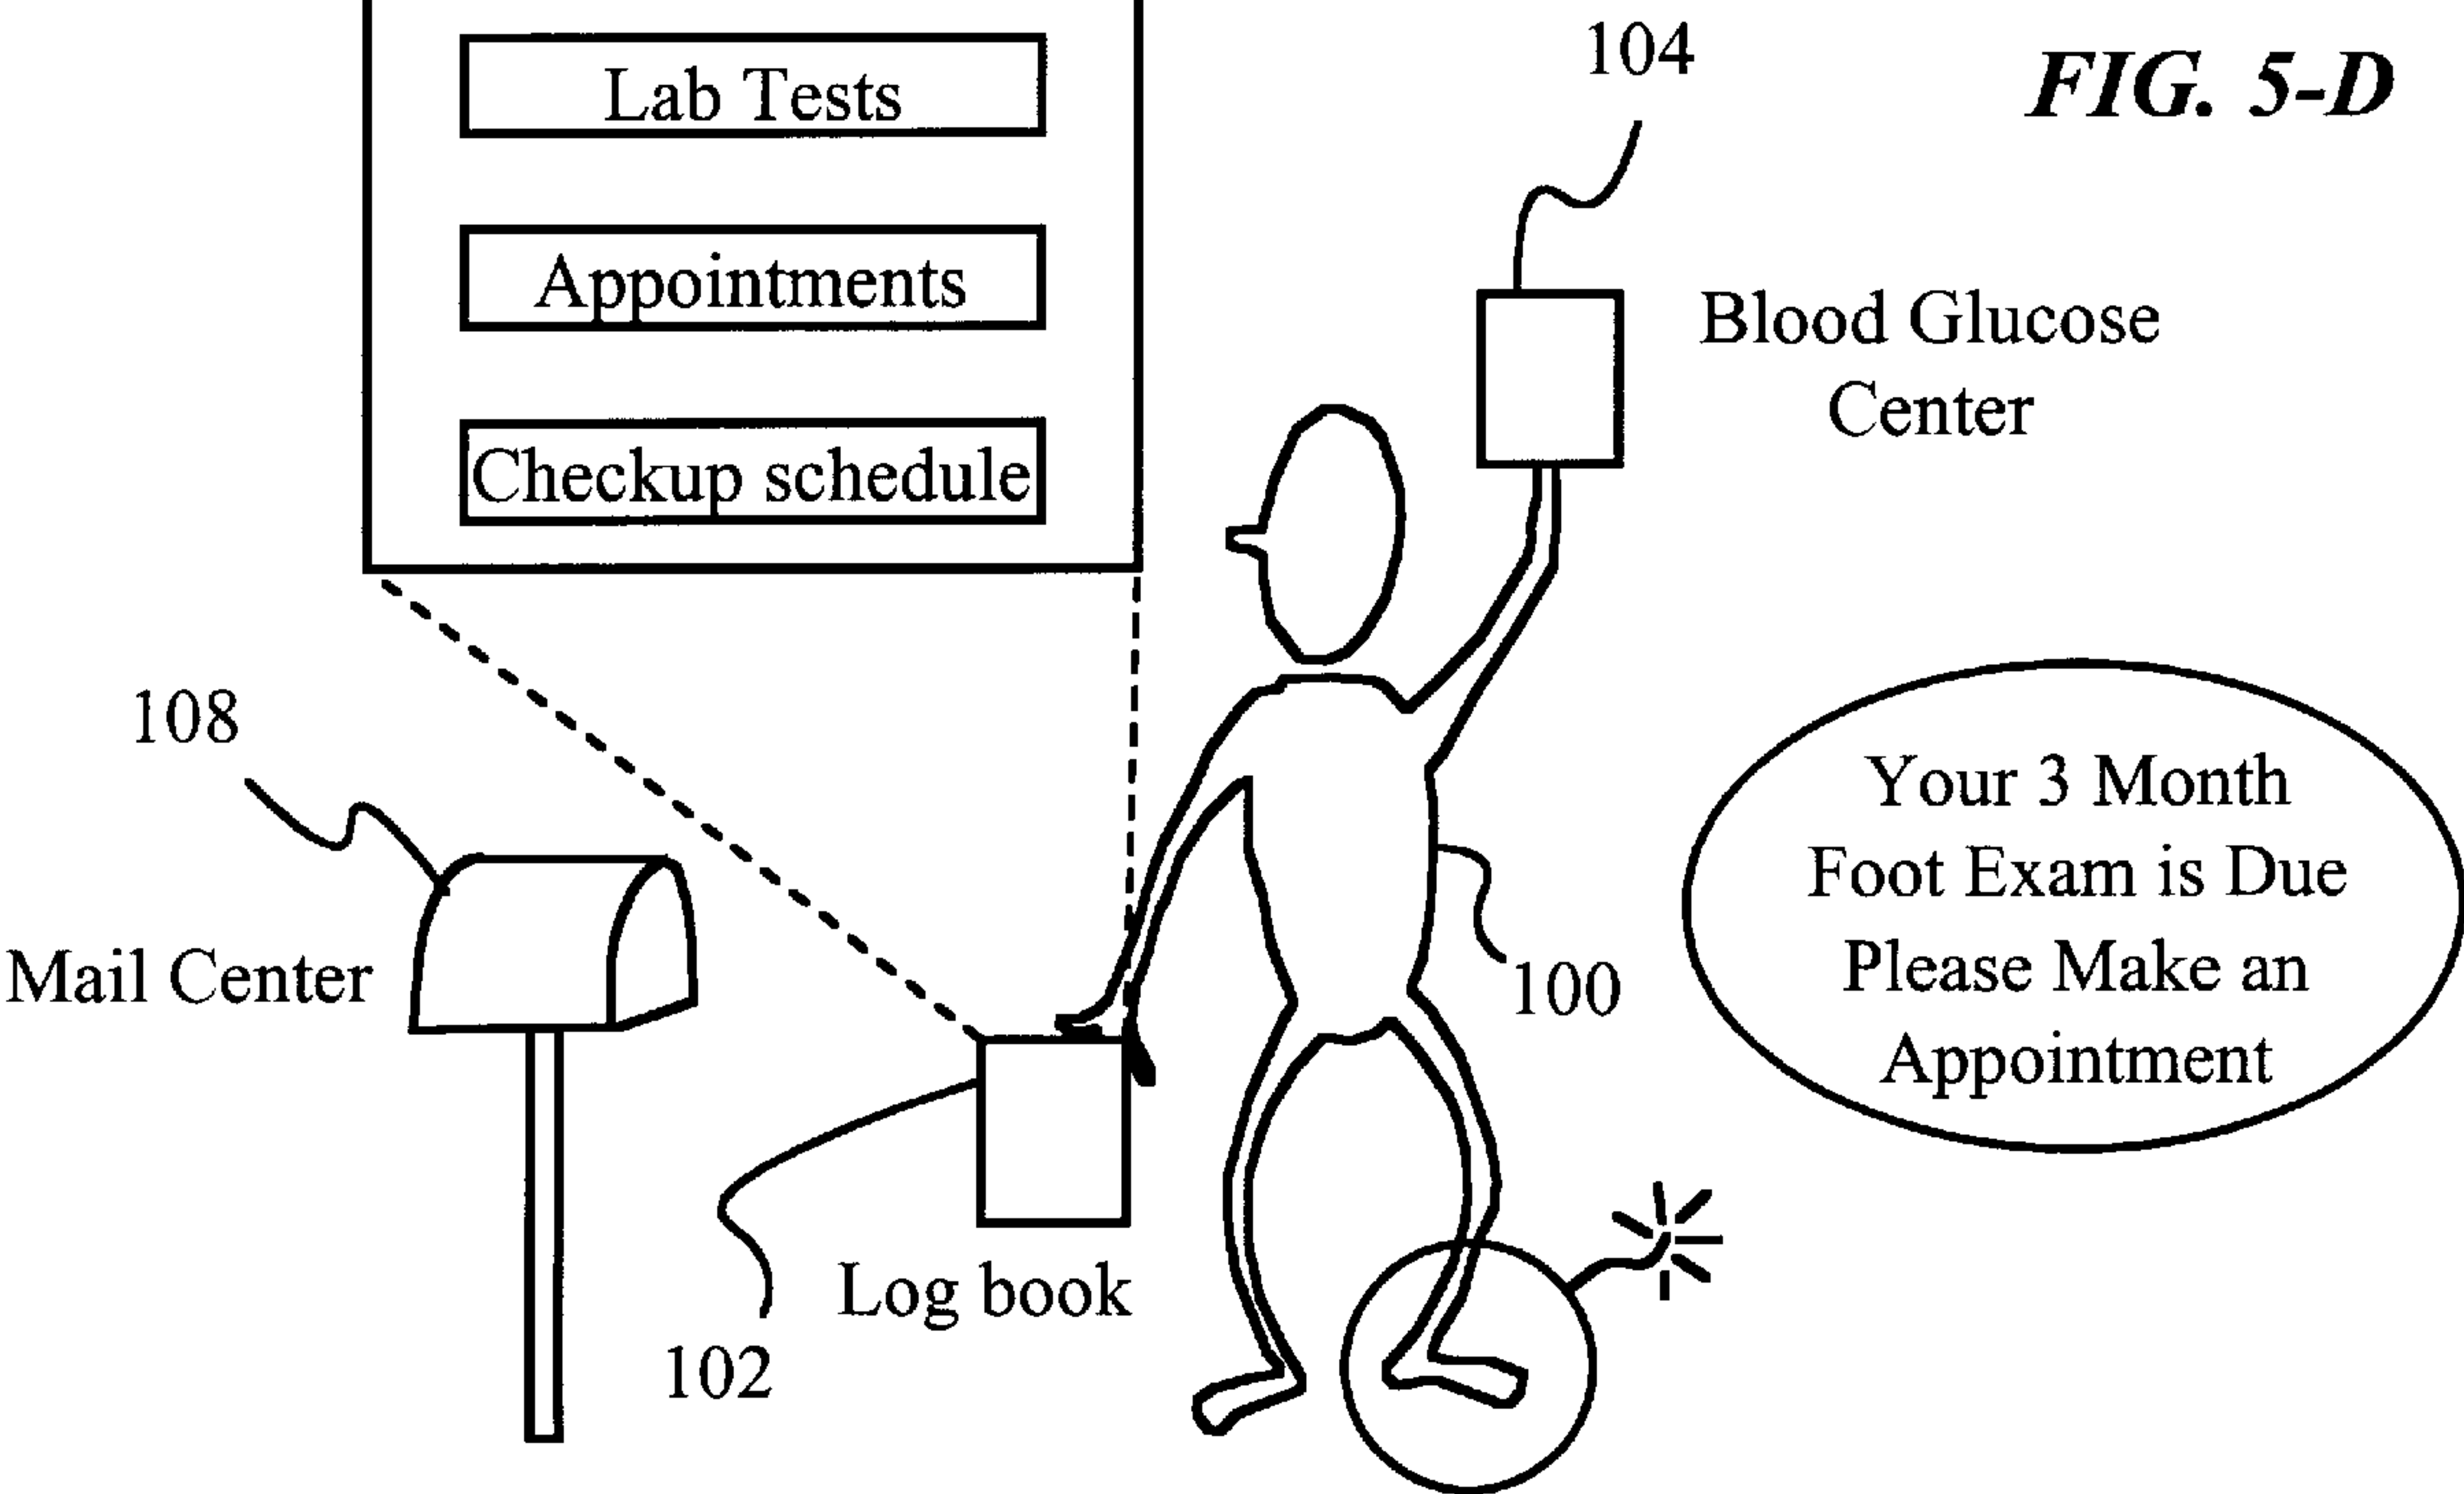 FIG. 5-D
104
Lab Tests
Appointments
Checkup schedule
Blood Glucose
Center
108
Mail Center
100
Your 3 Month
Foot Exam is Due
Please Make an
Appointment
Log book
102